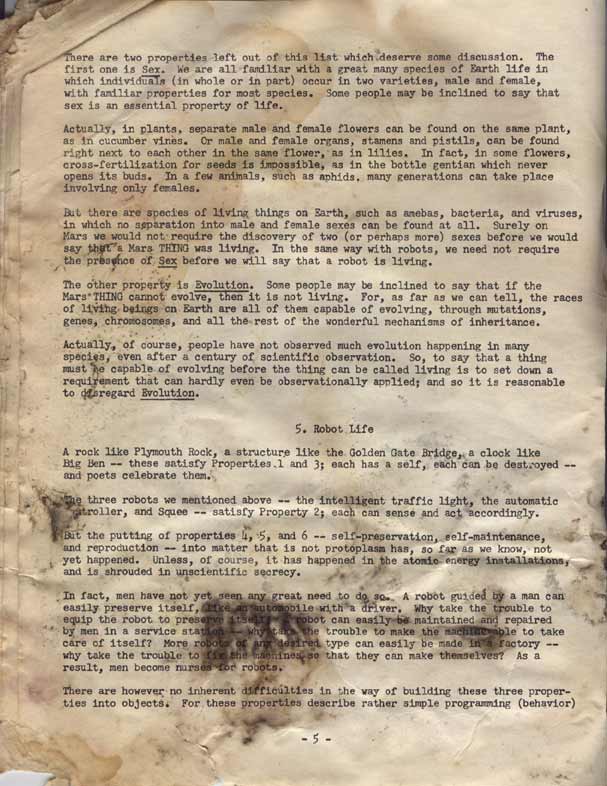 There are two properties left out of this list which deserve some discussion. The
first one is Sex. We are all familiar with a great many species of Earth life in
which individuals (in whole or in part) occur in two varieties, male and female,
with familiar properties for most species. Some people may be inclined to say that
sex is an essential property of life.
Actually, in plants, separate male and female flowers can be found on the same plant,
as in cucumber vines. Or male and female organs, stamens and pistils, can be found
right next to each other in the same flower, as in lilies. In fact, in some flowers,
cross-fertilization for seeds is impossible, as in the bottle gentian which never
opens its buds. In a few animals, such as aphids, many generations can take place
involving only females.
But there are species of living things on Earth, such as amebas, bacteria, and viruses,
in which no separation into male and female sexes can be found at all. Surely on
Mars we would not require the discovery of two (or perhaps more) sexes before we would
say that a Mars THING was living. In the same way with robots, we need not require
the presence of Sex before we will say that a robot is living.
The other property is Evolution. Some people may be inclined to say that if the
Mars THING cannot evolve, then it is not living. For, as far as we can tell, the races
of living beings on Earth are all of them capable of evolving, through mutations,
genes, chromosomes, and all the rest of the wonderful mechanisms of inheritance.
Actually, of course, people have not observed much evolution happening in many
species, even after a century of scientific observation. So, to say that a thing
must be capable of evolving before the thing can be called living is to set down a
requirement that can hardly even be observationally applied; and so it is reasonable
to disregard Evolution.
5. Robot Life
A rock like Plymouth Rock, a structure like the Golden Gate Bridge, a clock like
Big Ben -- these satisfy Properties 1 and 3; each has a self, each can be destroyed --
and poets celebrate them.
The three robots we mentioned above -- the intelligent traffic light, the automatic
controller, and Squee -- satisfy Property 2; each can sense and act accordingly.
But the putting of properties 4, 5, and 6 -- self-preservation, self-maintenance,
and reproduction -- into matter that is not protoplasm has, so far as we know, not
yet happened. Unless, of course, it has happened in the atomic energy installations,
and is shrouded in unscientific secrecy.
In fact, men have not yet seen any great need to do so. A robot guided by a man can
easily preserve itself, like an automobile with a driver. Why take the trouble to
equip the robot to preserve itself? A robot can easily be maintained and repaired
by men in a service station -- why take the trouble to make the machine able to take
care of itself? More robots of any desired type can easily be made in a factory --
why take the trouble to fix the machines so that they can make themselves? As a
result, men become nurses for robots.
There are however no inherent difficulties in the way of building these three proper-
ties into objects. For these properties describe rather simple programming (behavior)
- 5 -